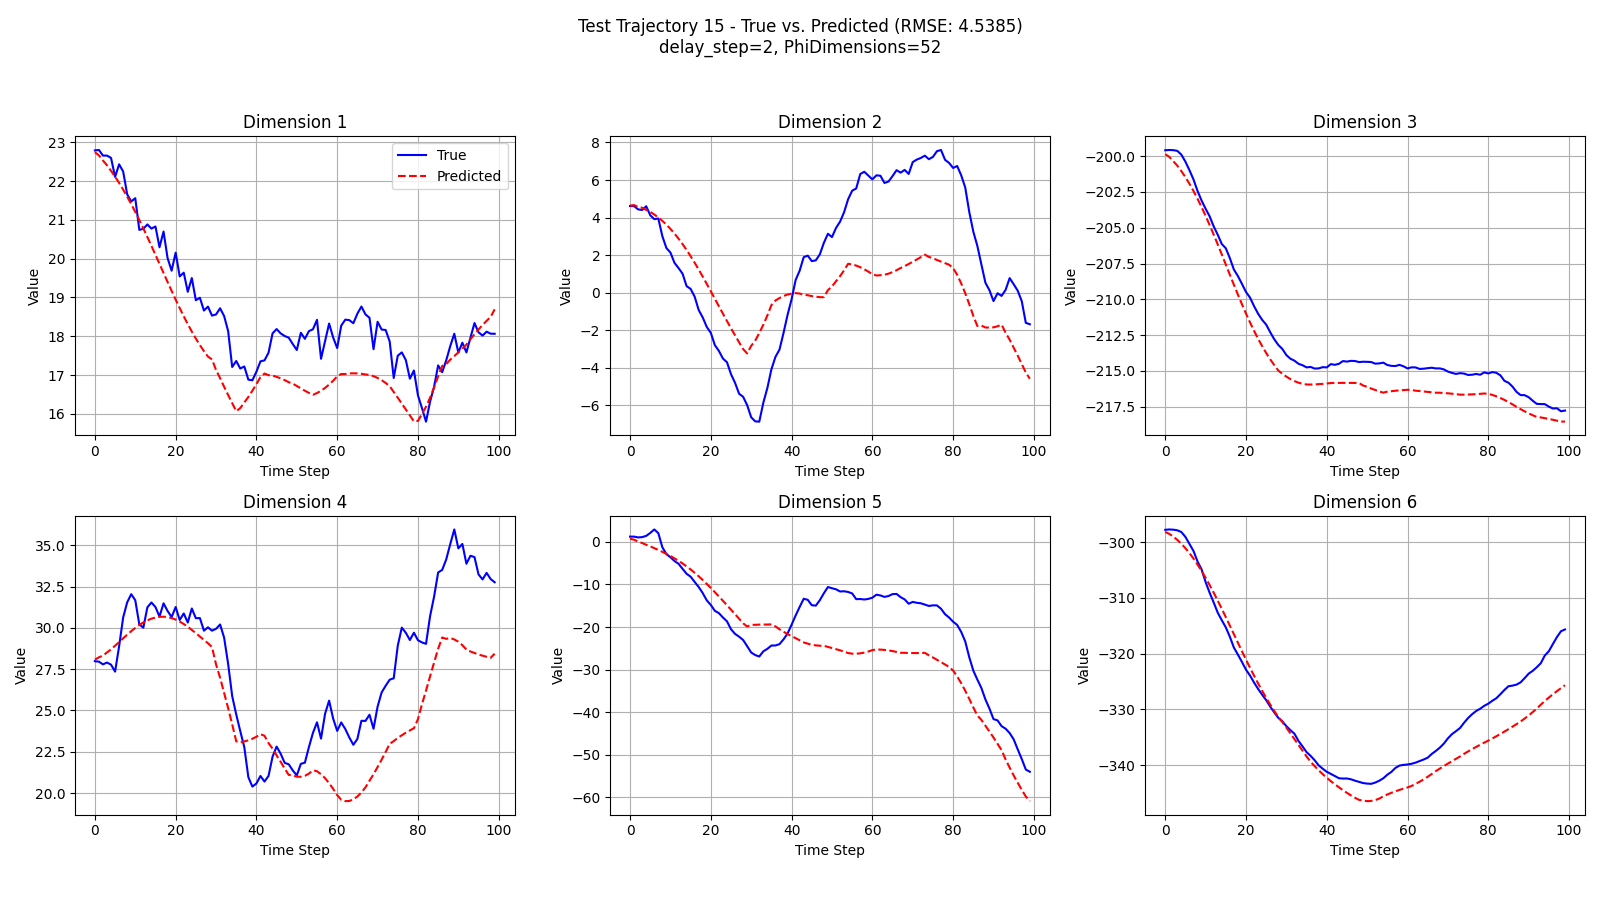 Test Trajectory 15 - True vs. Predicted (RMSE: 4.5385)
delay_step=2, PhiDimensions=52
Dimension 1
23
22
21
20
19
18
17
16
Value
0 20 40 60 80 100
Time Step
True
Predicted
Dimension 2
8
6
4
2
0
−2
−4
−6
Value
0 20 40 60 80 100
Time Step
Dimension 3
−200.0
−202.5
−205.0
−207.5
−210.0
−212.5
−215.0
−217.5
Value
0 20 40 60 80 100
Time Step
Dimension 4
35.0
32.5
30.0
27.5
25.0
22.5
20.0
Value
0 20 40 60 80 100
Time Step
Dimension 5
0
−10
−20
−30
−40
−50
−60
Value
0 20 40 60 80 100
Time Step
Dimension 6
−300
−310
−320
−330
−340
Value
0 20 40 60 80 100
Time Step